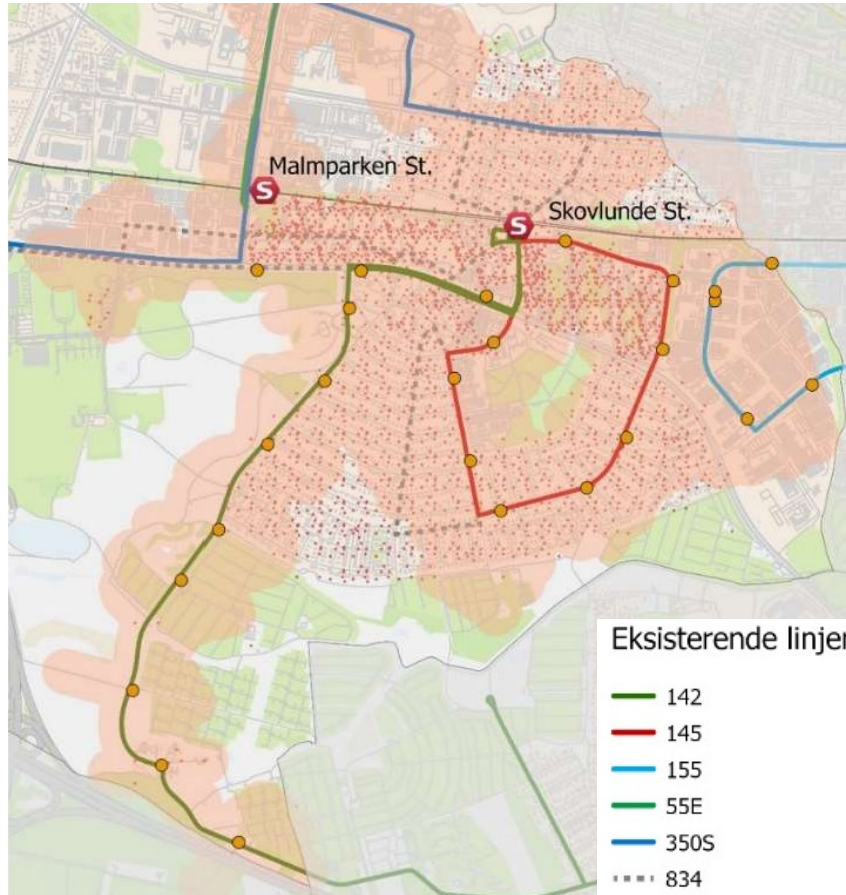 Malmparken St.
S
Skovlunde St.
S
Eksisterende linjer
142
145
155
55E
350S
834